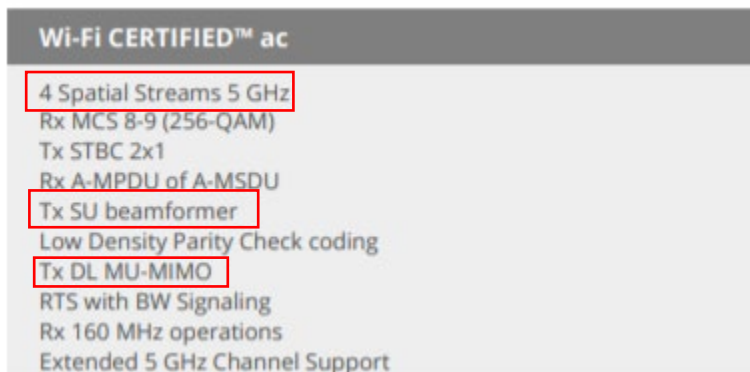 Wi-Fi CERTIFIED™ ac
4 Spatial Streams 5 GHz
Rx MCS 8-9 (256-QAM)
Tx STBC 2x1
Rx A-MPDU of A-MSDU
Tx SU beamformer
Low Density Parity Check coding
Tx DL MU-MIMO
RTS with BW Signaling
Rx 160 MHz operations
Extended 5 GHz Channel Support